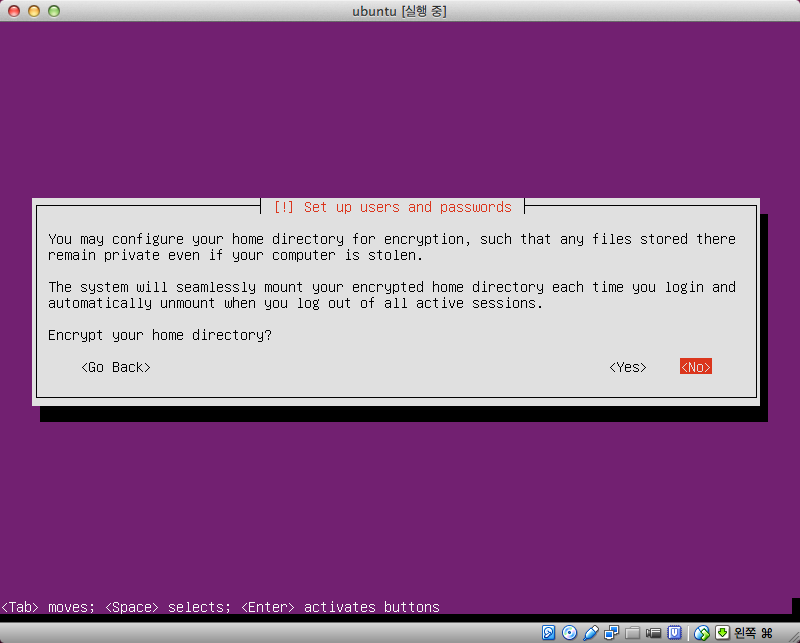 ubuntu [실행 중]
[!] Set up users and passwords
You may configure your home directory for encryption, such that any files stored there
remain private even if your computer is stolen.
The system will seamlessly mount your encrypted home directory each time you login and
automatically unmount when you log out of all active sessions.
Encrypt your home directory?
<Go Back> <Yes> <No>
<Tab> moves; <Space> selects; <Enter> activates buttons
왼쪽 ⌘